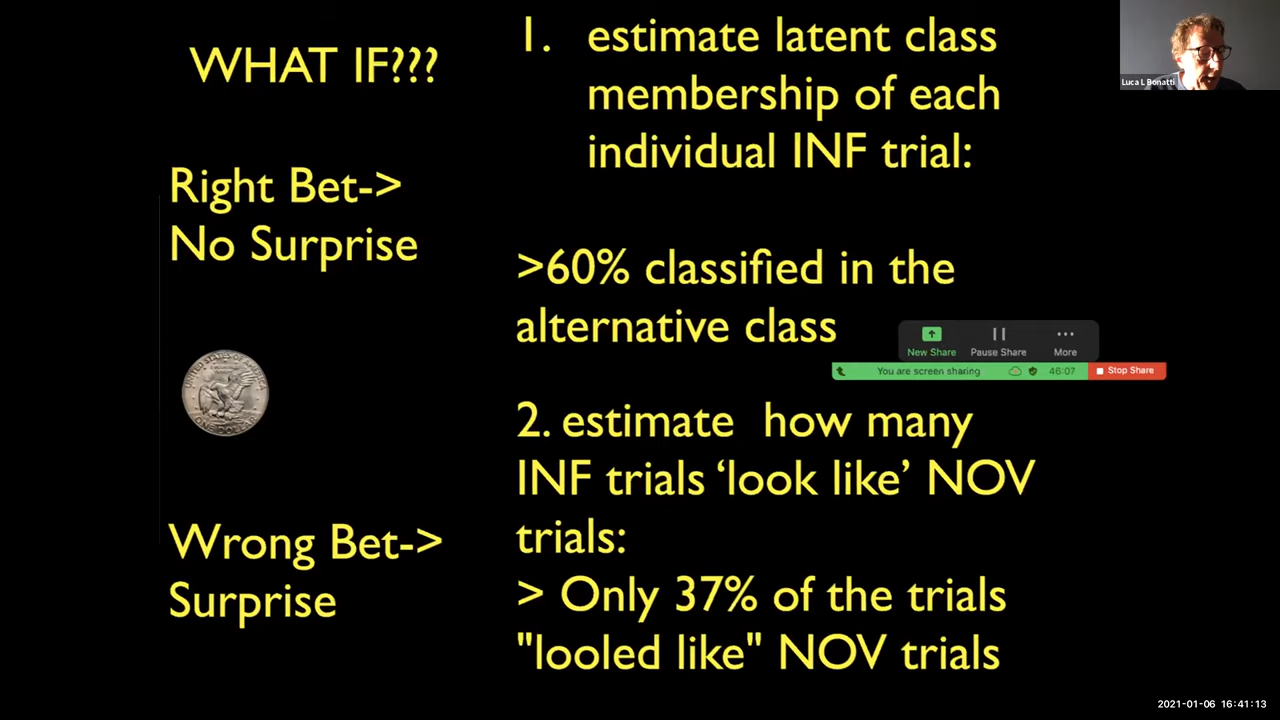 WHAT IF???
Right Bet->
No Surprise
ONE DOLLAR
Wrong Bet->
Surprise
1. estimate latent class
membership of each
individual INF trial:
>60% classified in the
alternative class
2. estimate how many
INF trials ‘look like’ NOV
trials:
> Only 37% of the trials
"looled like" NOV trials
New Share Pause Share More
You are screen sharing 46:07 Stop Share
Luca L Bonatti
2021-01-06 16:41:13